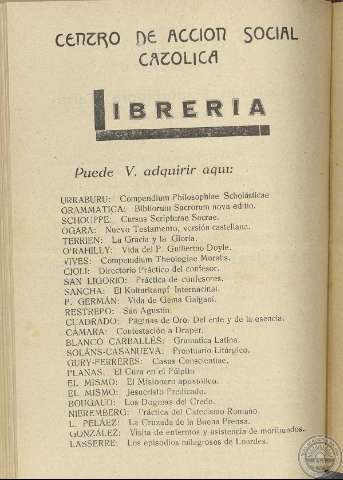 CENTRO DE ACCION SOCIAL
CATOLICA
LIBRERIA
Puede V. adquirir aquí:
URRABURU: Compendium Philosophiae Scholásticae
GRAMMATICA: Bibliorum Sacrorum nova editio.
SCHOUPPE: Cursus Scripturae Sacrae.
OGARA: Nuevo Testamento, versión castellana.
TERRIEN: La Gracia y la Gloria.
O'RAHILLY: Vida del P. Guillermo Doyle.
VIVES: Compendium Theologiae Moralis.
CJOLI: Directorio Práctico del confesor.
SAN LIGORIO: Práctica de confesores.
SANCHA: El Kulturkampf Internacital.
P. GERMÁN: Vida de Gema Galgani.
RESTREPO: San Agustín.
CUADRADO: Páginas de Oro. Del ente y de la esencia.
CÁMARA: Contestación a Draper.
BLANCO CARBALLES: Gramatica Latina.
SOLÁNS-CASANUEVA: Prontuario Litúrgico.
GURY-FERRERES: Casus Conscientiae.
PLANAS. El Cura en el Púlpito
EL MISMO: El Misionero apostólico.
EL MISMO: Jesucristo Predicado.
BOUGAUD: Los Dogmas del Credo.
NIEREMBERG: Práctica del Catecismo Romano.
L. PELÁEZ: La Cruzada de la Buena Prensa.
GONZÁLEZ: Visita de enfermos y asistencia de moribundos.
LASSERRE: Los episodios milagrosos de Lourdes.